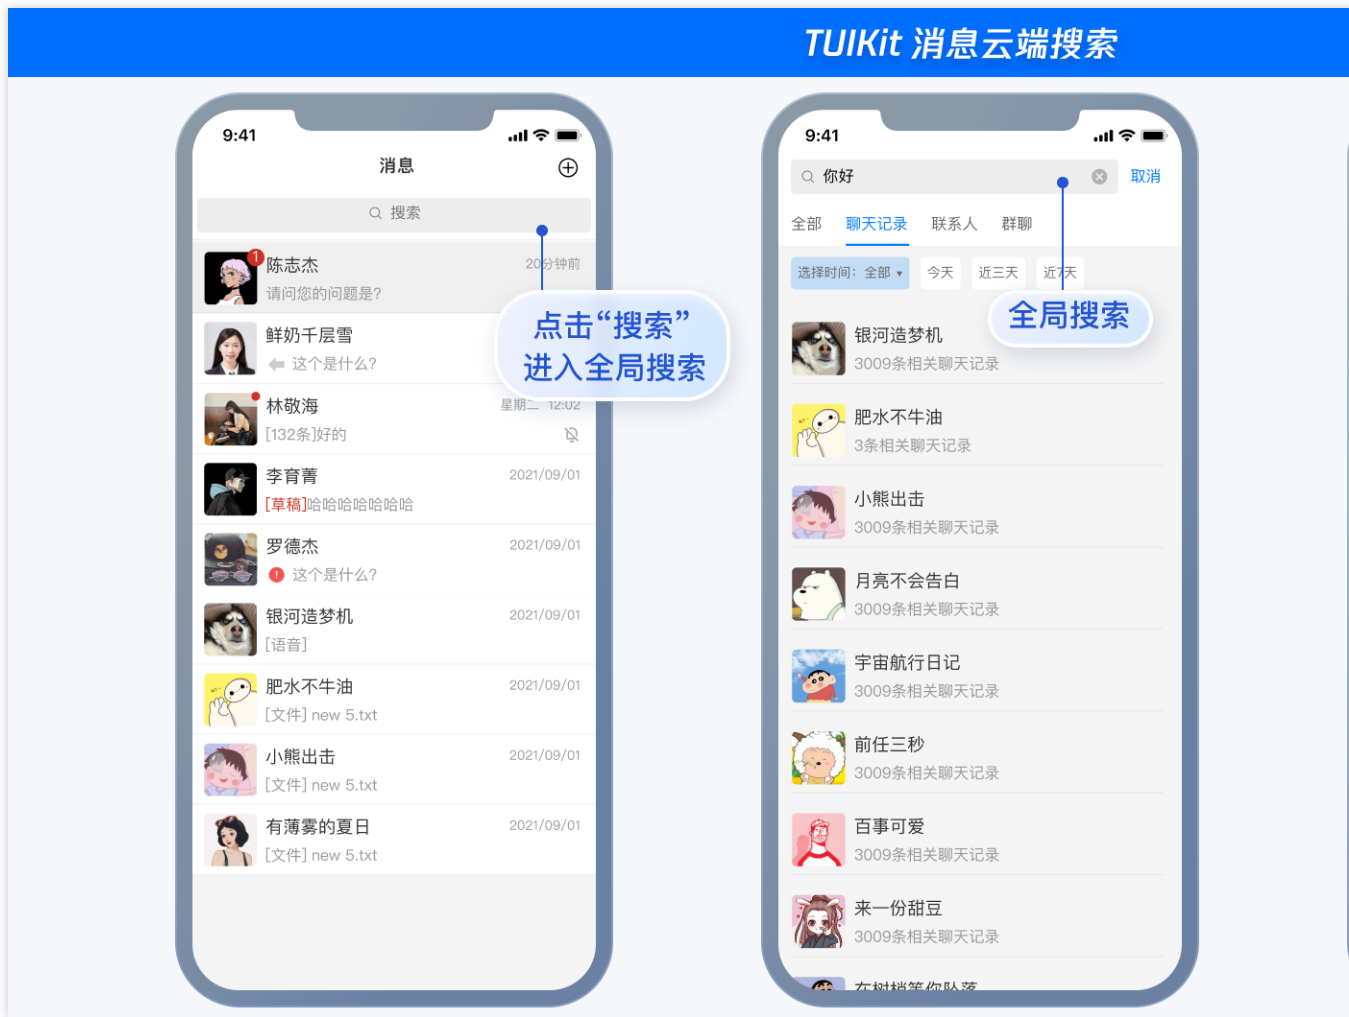 TUIKit 消息云端搜索
9:41
消息
搜索
1
陈志杰
20分钟前
请问您的问题是?
鲜奶千层雪
这个是什么?
点击“搜索”
进入全局搜索
林敬海
星期二 12:02
[132条]好的
李育菁
2021/09/01
[草稿]哈哈哈哈哈哈哈
罗德杰
2021/09/01
这个是什么?
银河造梦机
2021/09/01
[语音]
肥水不牛油
2021/09/01
[文件] new 5.txt
小熊出击
2021/09/01
[文件] new 5.txt
有薄雾的夏日
2021/09/01
[文件] new 5.txt
9:41
你好
取消
全部 聊天记录 联系人 群聊
选择时间：全部 今天 近三天 近7天
全局搜索
银河造梦机
3009条相关聊天记录
肥水不牛油
3条相关聊天记录
小熊出击
3009条相关聊天记录
月亮不会告白
3009条相关聊天记录
宇宙航行日记
3009条相关聊天记录
前任三秒
3009条相关聊天记录
百事可爱
3009条相关聊天记录
来一份甜豆
3009条相关聊天记录
在树梢等你坠落